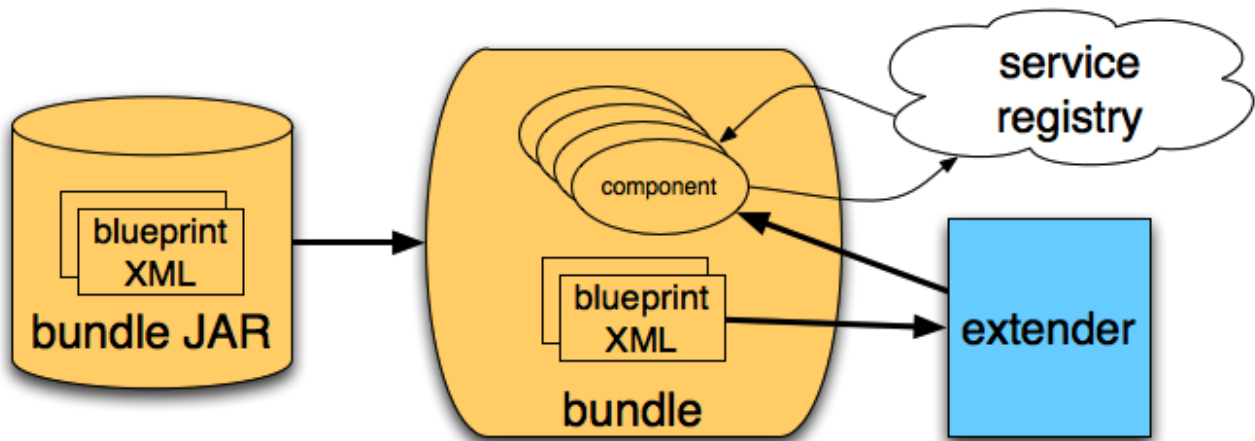 blueprint
XML
bundle JAR
component
blueprint
XML
bundle
service
registry
extender